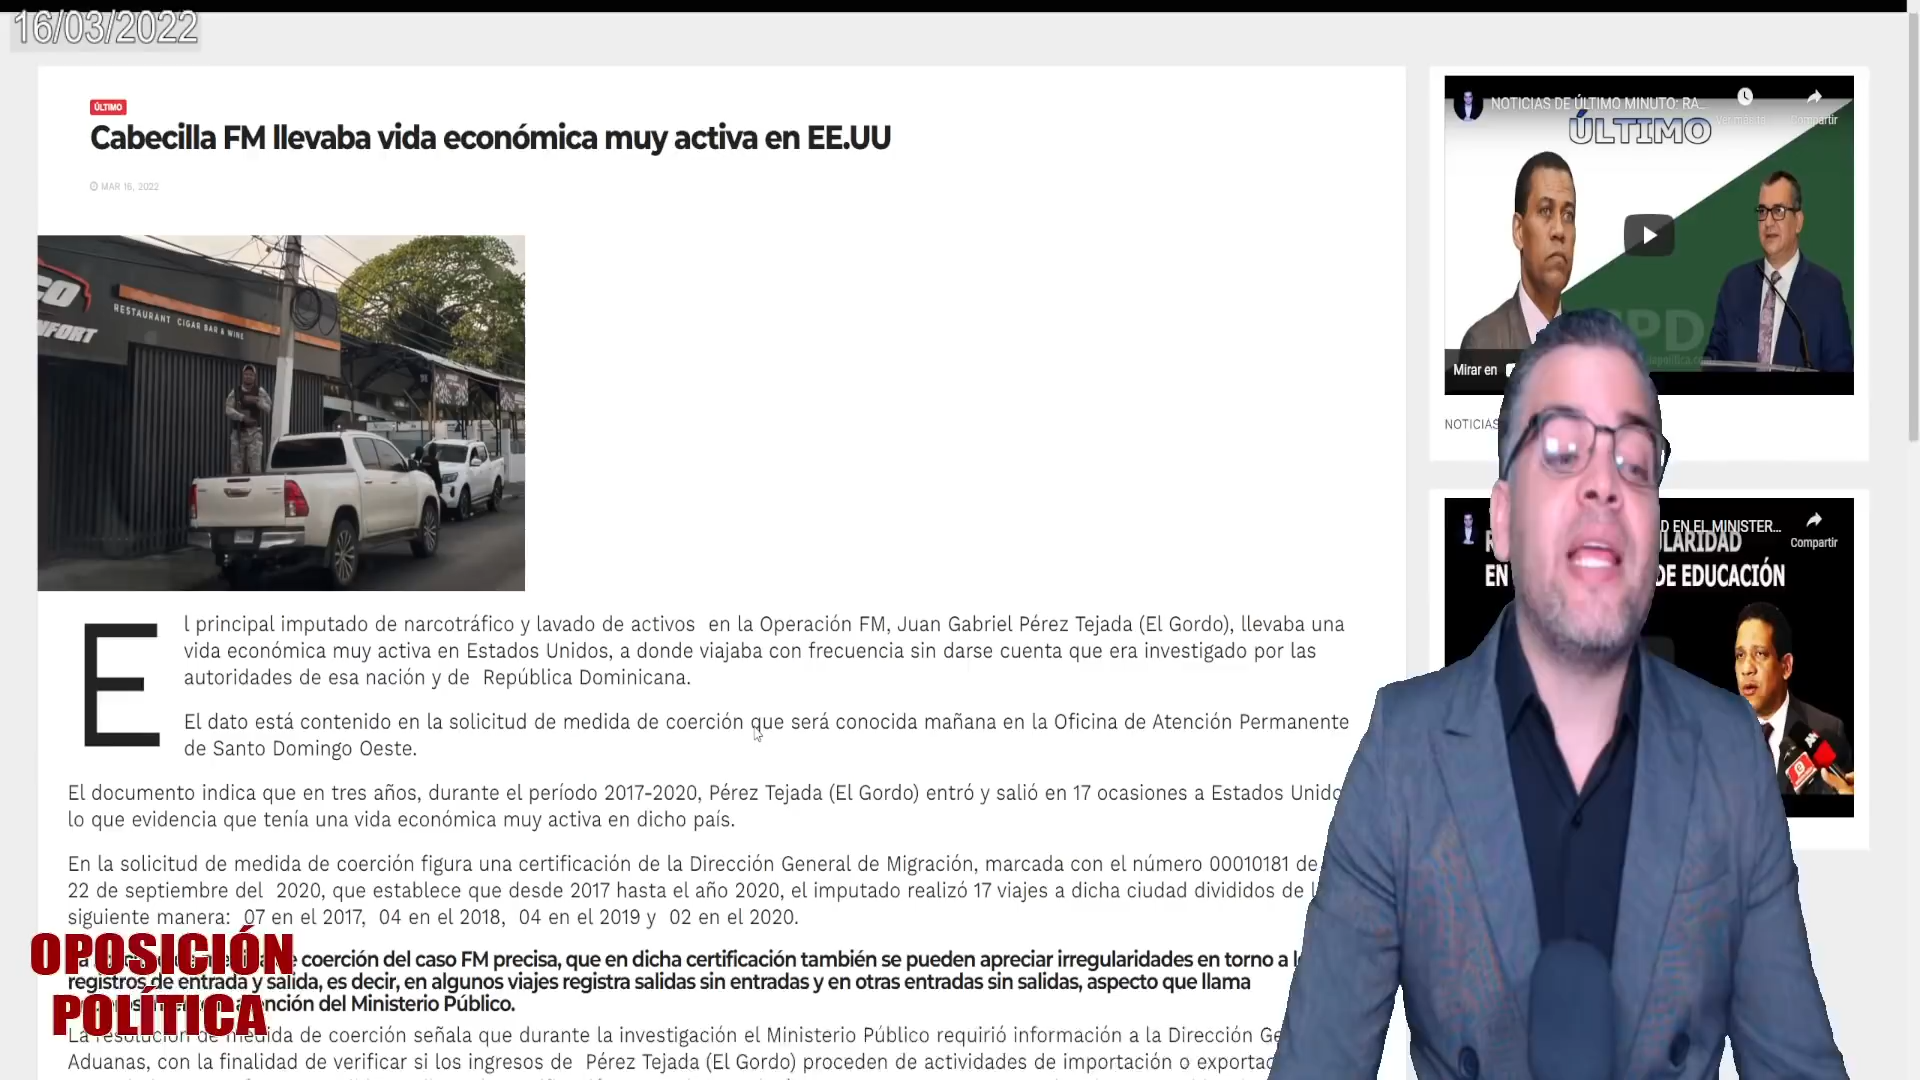 16/03/2022
ÚLTIMO
Cabecilla FM llevaba vida económica muy activa en EE.UU
MAR 16, 2022
CO
NFORT
RESTAURANT CIGAR BAR & WINE
El principal imputado de narcotráfico y lavado de activos en la Operación FM, Juan Gabriel Pérez Tejada (El Gordo), llevaba una
vida económica muy activa en Estados Unidos, a donde viajaba con frecuencia sin darse cuenta que era investigado por las
autoridades de esa nación y de República Dominicana.
El dato está contenido en la solicitud de medida de coerción que será conocida mañana en la Oficina de Atención Permanente
de Santo Domingo Oeste.
El documento indica que en tres años, durante el período 2017-2020, Pérez Tejada (El Gordo) entró y salió en 17 ocasiones a Estados Unido
lo que evidencia que tenía una vida económica muy activa en dicho país.
En la solicitud de medida de coerción figura una certificación de la Dirección General de Migración, marcada con el número 00010181 de
22 de septiembre del 2020, que establece que desde 2017 hasta el año 2020, el imputado realizó 17 viajes a dicha ciudad divididos de l
siguiente manera: 07 en el 2017, 04 en el 2018, 04 en el 2019 y 02 en el 2020.
coerción del caso FM precisa, que en dicha certificación también se pueden apreciar irregularidades en torno a l
registros de entrada y salida, es decir, en algunos viajes registra salidas sin entradas y en otras entradas sin salidas, aspecto que llama
ención del Ministerio Público.
La resolución de medida de coerción señala que durante la investigación el Ministerio Público requirió información a la Dirección Ge
Aduanas, con la finalidad de verificar si los ingresos de Pérez Tejada (El Gordo) proceden de actividades de importación o exportac
OPOSICIÓN
POLÍTICA
NOTICIAS DE ÚLTIMO MINUTO: RA...
Ver más Compartir
ÚLTIMO
PD
Mirar en
NOTICIAS
D EN EL MINISTER...
Compartir
R LARIDAD
EN DE EDUCACIÓN